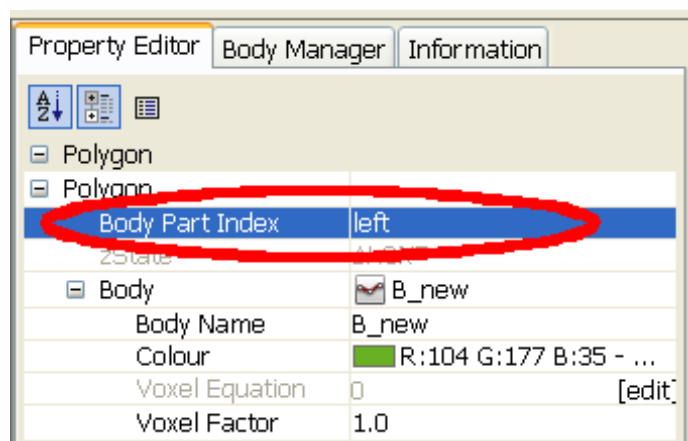 Property Editor Body Manager Information
Polygon
Polygon
Body Part Index left
zState
Body B_new
Body Name B_new
Colour R:104 G:177 B:35 - ...
Voxel Equation 0 [edit]
Voxel Factor 1.0